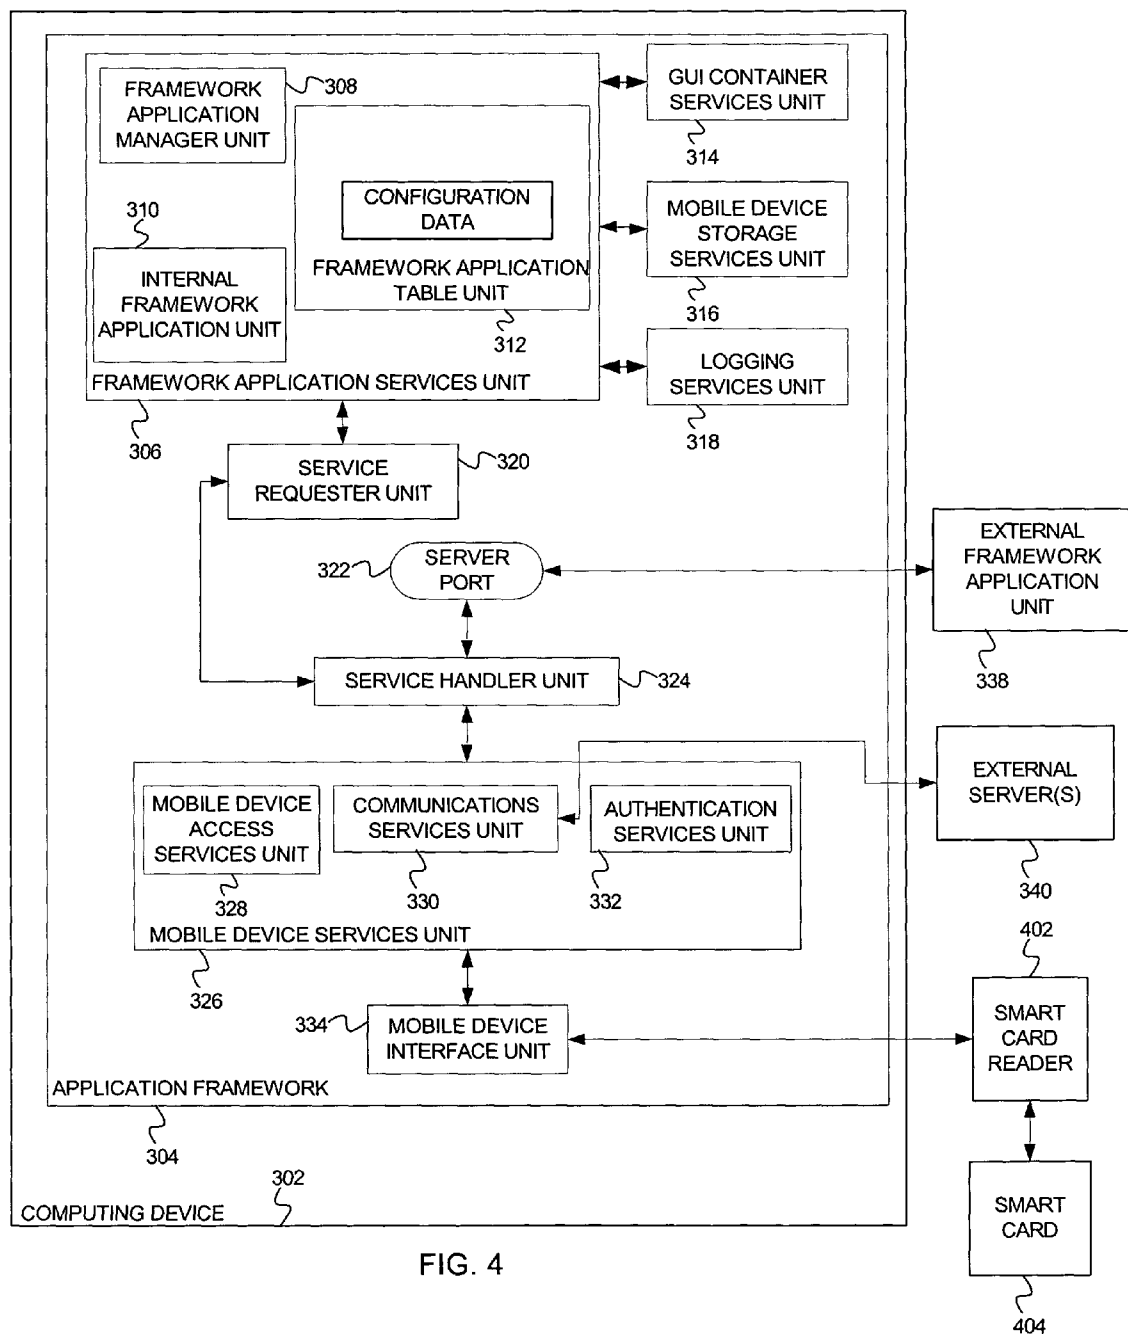 FRAMEWORK
APPLICATION
MANAGER UNIT
308
CONFIGURATION
DATA
FRAMEWORK APPLICATION
TABLE UNIT
312
310
INTERNAL
FRAMEWORK
APPLICATION UNIT
FRAMEWORK APPLICATION SERVICES UNIT
306
GUI CONTAINER
SERVICES UNIT
314
MOBILE DEVICE
STORAGE
SERVICES UNIT
316
LOGGING
SERVICES UNIT
318
SERVICE
REQUESTER UNIT
320
322
SERVER
PORT
EXTERNAL
FRAMEWORK
APPLICATION
UNIT
338
SERVICE HANDLER UNIT
324
MOBILE DEVICE
ACCESS
SERVICES UNIT
328
COMMUNICATIONS
SERVICES UNIT
330
AUTHENTICATION
SERVICES UNIT
332
MOBILE DEVICE SERVICES UNIT
326
EXTERNAL
SERVER(S)
340
334
MOBILE DEVICE
INTERFACE UNIT
402
SMART
CARD
READER
APPLICATION FRAMEWORK
304
302
COMPUTING DEVICE
SMART
CARD
404
FIG. 4